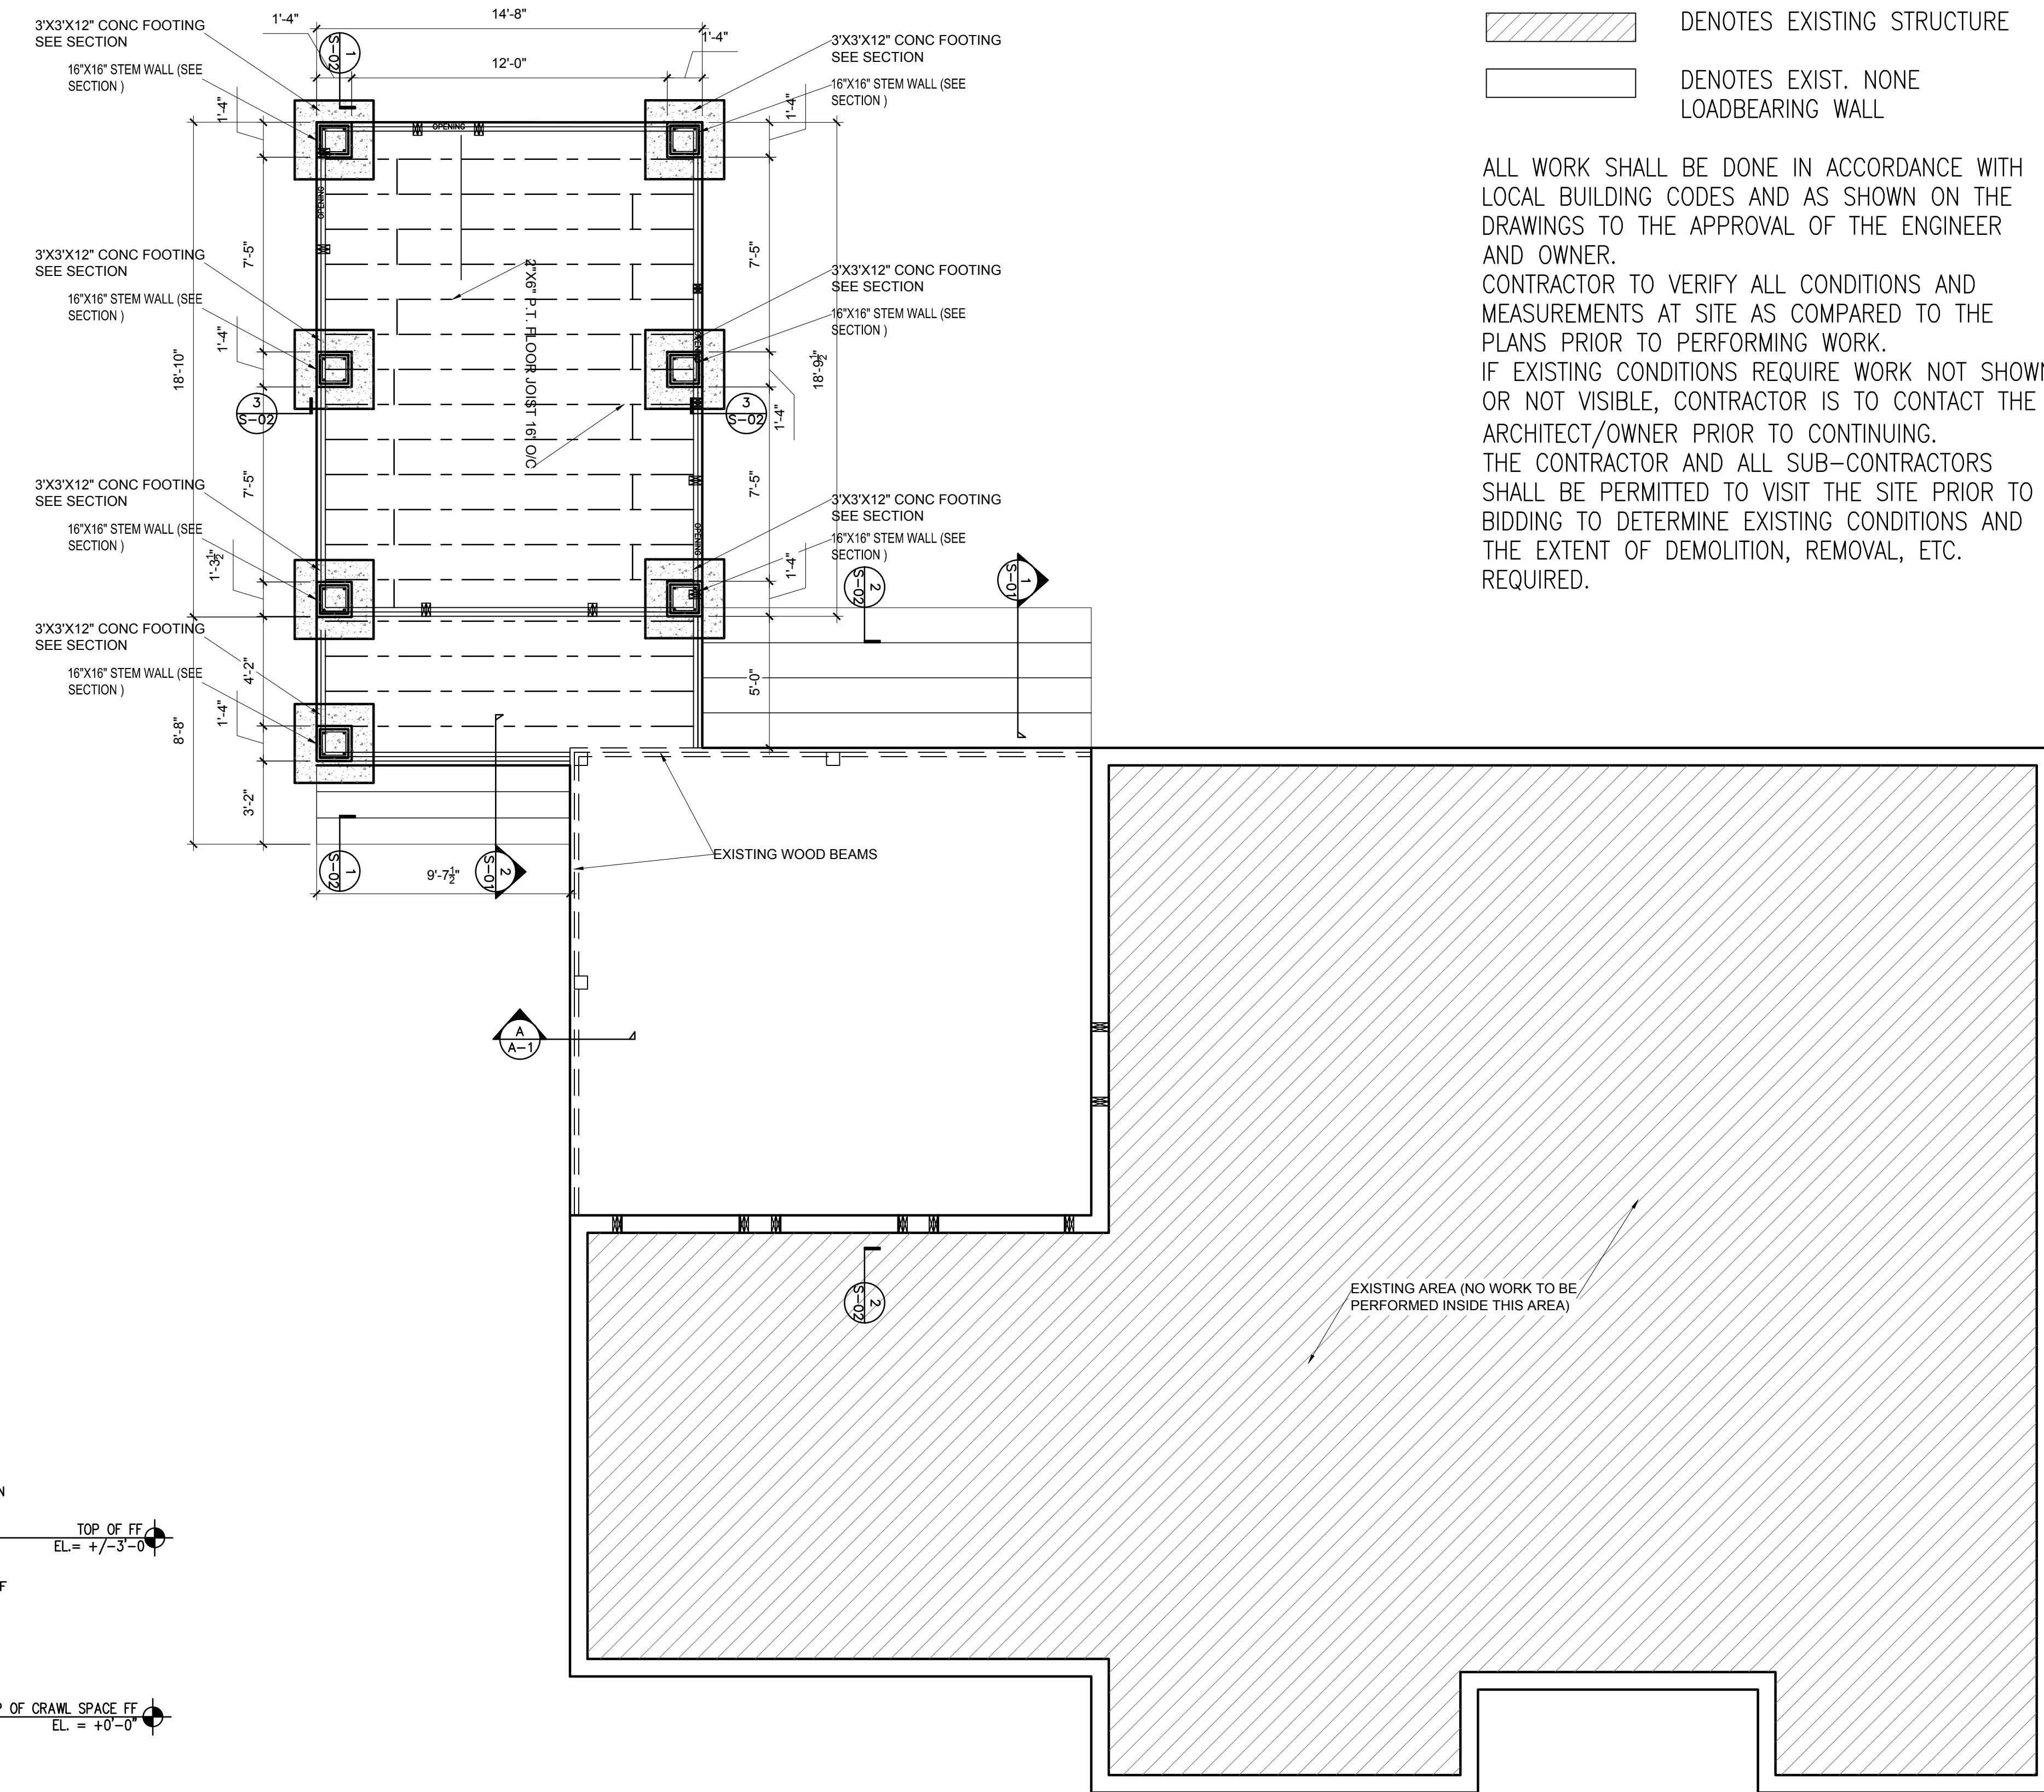 3'X3'X12" CONC FOOTING
SEE SECTION
16"X16" STEM WALL (SEE
SECTION )
1'-4"
14'-8"
1'-4"
12'-0"
1
S-02
3'X3'X12" CONC FOOTING
SEE SECTION
16"X16" STEM WALL (SEE
SECTION )
1'-4"
1'-4"
OPENING
OPENING
DENOTES EXISTING STRUCTURE
DENOTES EXIST. NONE
LOADBEARING WALL
ALL WORK SHALL BE DONE IN ACCORDANCE WITH
LOCAL BUILDING CODES AND AS SHOWN ON THE
DRAWINGS TO THE APPROVAL OF THE ENGINEER
AND OWNER.
CONTRACTOR TO VERIFY ALL CONDITIONS AND
MEASUREMENTS AT SITE AS COMPARED TO THE
PLANS PRIOR TO PERFORMING WORK.
IF EXISTING CONDITIONS REQUIRE WORK NOT SHOWN
OR NOT VISIBLE, CONTRACTOR IS TO CONTACT THE
ARCHITECT/OWNER PRIOR TO CONTINUING.
THE CONTRACTOR AND ALL SUB-CONTRACTORS
SHALL BE PERMITTED TO VISIT THE SITE PRIOR TO
BIDDING TO DETERMINE EXISTING CONDITIONS AND
THE EXTENT OF DEMOLITION, REMOVAL, ETC.
REQUIRED.
3'X3'X12" CONC FOOTING
SEE SECTION
16"X16" STEM WALL (SEE
SECTION )
7'-5"
1'-4"
18'-10"
3
S-02
2"X6" P.T. FLOOR JOIST 16' O/C
7'-5"
3'X3'X12" CONC FOOTING
SEE SECTION
16"X16" STEM WALL (SEE
SECTION )
18'-9½"
1'-4"
3
S-02
3'X3'X12" CONC FOOTING
SEE SECTION
16"X16" STEM WALL (SEE
SECTION )
7'-5"
1'-3½"
7'-5"
OPENING
3'X3'X12" CONC FOOTING
SEE SECTION
16"X16" STEM WALL (SEE
SECTION )
1'-4"
2
S-02
1
S-01
3'X3'X12" CONC FOOTING
SEE SECTION
16"X16" STEM WALL (SEE
SECTION )
4'-2"
1'-4"
8'-8"
3'-2"
5'-0"
1
S-02
9'-7½"
2
S-01
EXISTING WOOD BEAMS
A
A-1
2
S-02
EXISTING AREA (NO WORK TO BE
PERFORMED INSIDE THIS AREA)
N
TOP OF FF
EL.= +/-3'-0
F
P OF CRAWL SPACE FF
EL. = +0'-0"